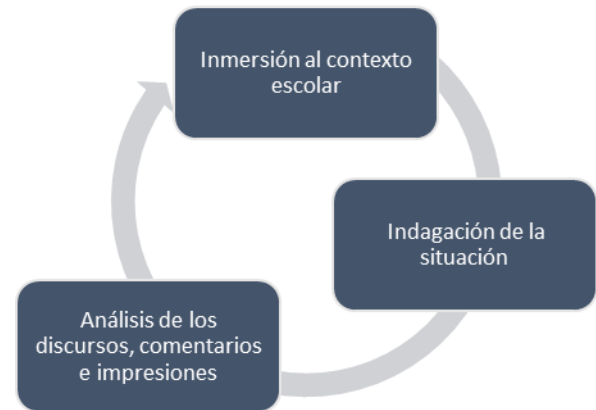 Inmersión al contexto
escolar
Indagación de la
situación
Análisis de los
discursos, comentarios
e impresiones